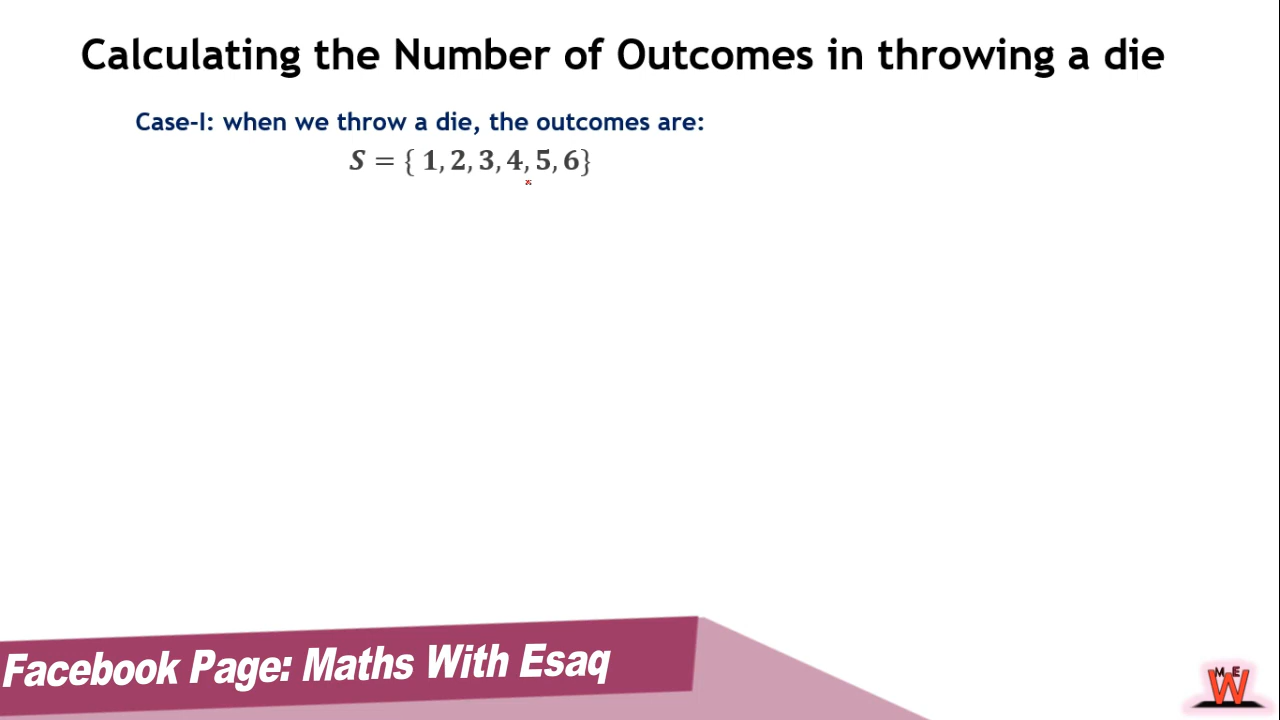 Calculating the Number of Outcomes in throwing a die
Case-I: when we throw a die, the outcomes are:
S = { 1, 2, 3, 4, 5, 6}
Facebook Page: Maths With Esaq
M E
W